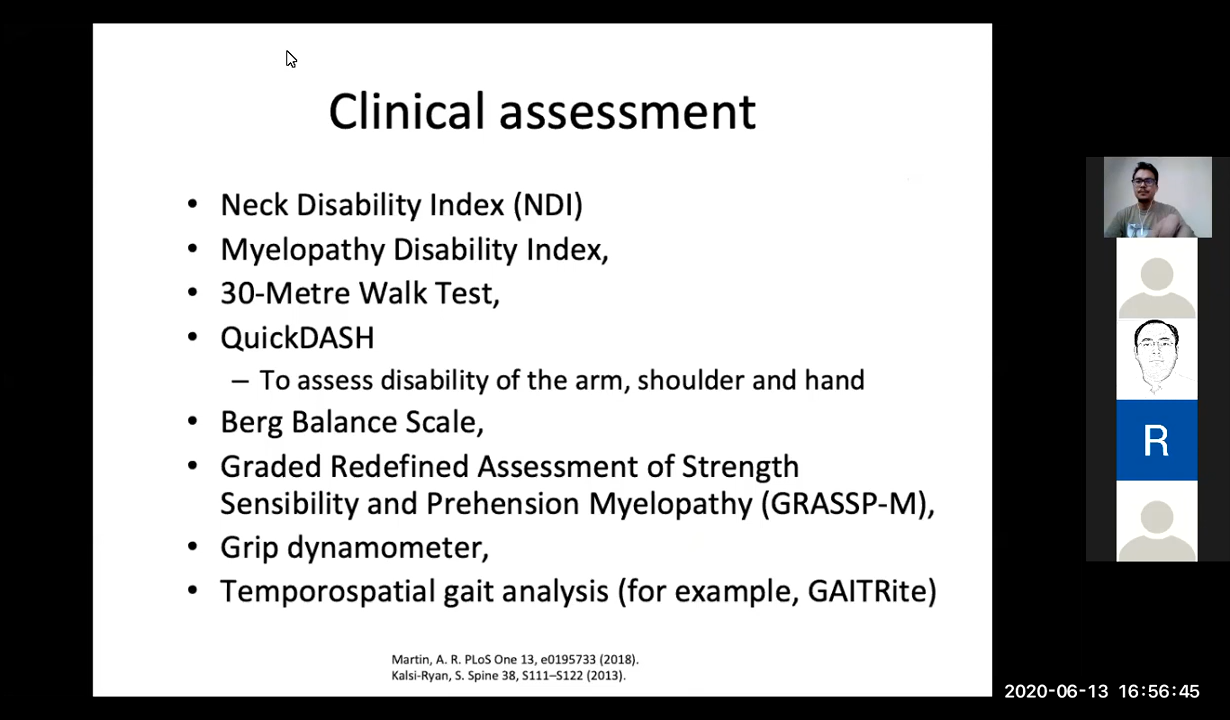 Clinical assessment
• Neck Disability Index (NDI)
• Myelopathy Disability Index,
• 30-Metre Walk Test,
• QuickDASH
– To assess disability of the arm, shoulder and hand
• Berg Balance Scale,
• Graded Redefined Assessment of Strength
Sensibility and Prehension Myelopathy (GRASSP-M),
• Grip dynamometer,
• Temporospatial gait analysis (for example, GAITRite)
Martin, A. R. PLoS One 13, e0195733 (2018).
Kalsi-Ryan, S. Spine 38, S111–S122 (2013).
R
2020-06-13 16:56:45